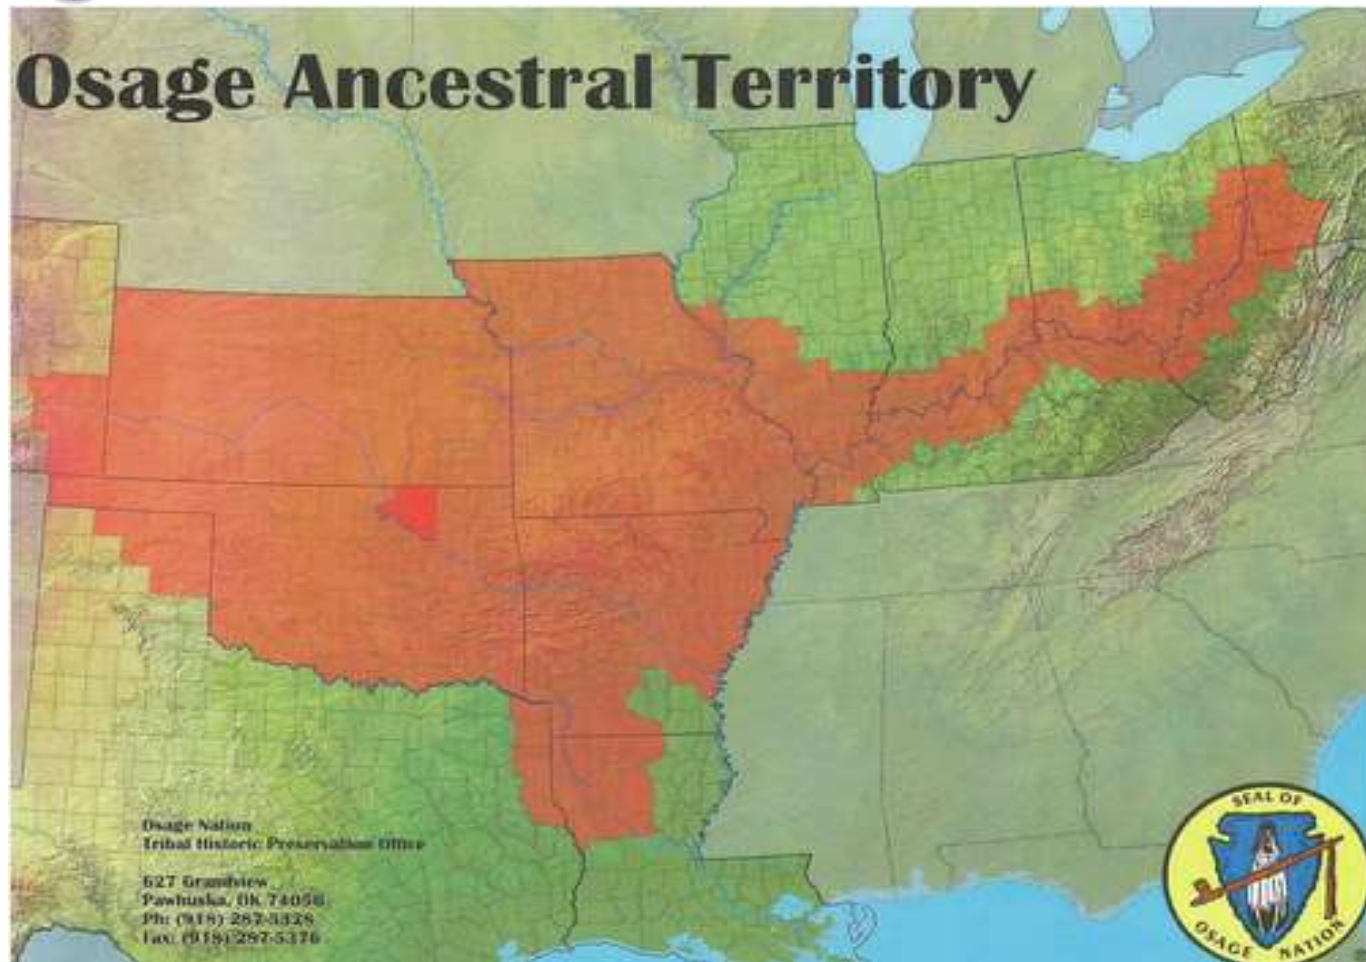 Osage Ancestral Territory
Osage Nation
Tribal Historic Preservation Office
627 Grandview
Pawhuska, OK 74056
Ph: (918) 287-5328
Fax: (918) 287-5376
SEAL OF
OSAGE NATION